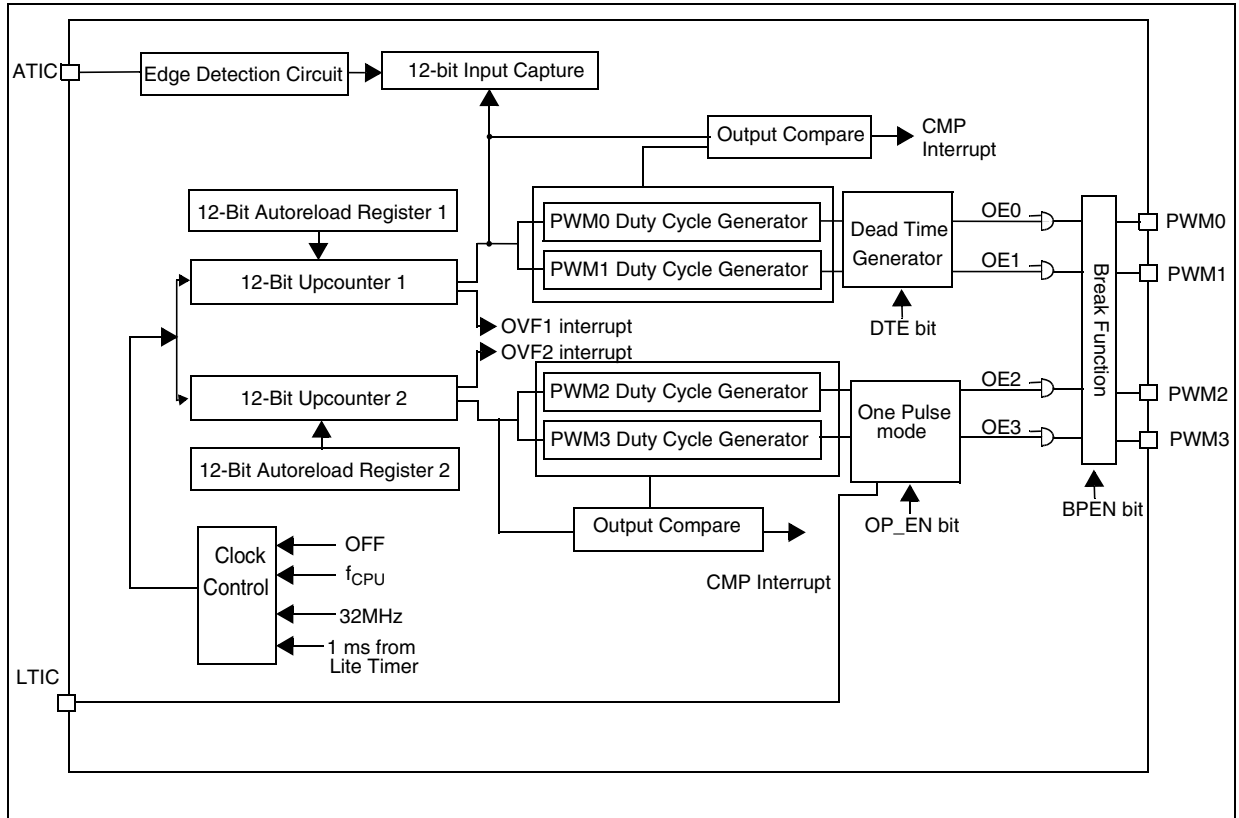 ATIC
Edge Detection Circuit
12-bit Input Capture
Output Compare
CMP
Interrupt
12-Bit Autoreload Register 1
PWM0 Duty Cycle Generator
PWM1 Duty Cycle Generator
Dead Time
Generator
OE0
OE1
Break Function
PWM0
PWM1
12-Bit Upcounter 1
DTE bit
OVF1 interrupt
OVF2 interrupt
12-Bit Upcounter 2
PWM2 Duty Cycle Generator
PWM3 Duty Cycle Generator
One Pulse
mode
OE2
OE3
PWM2
PWM3
12-Bit Autoreload Register 2
BPEN bit
OP_EN bit
Output Compare
CMP Interrupt
Clock
Control
OFF
fCPU
32MHz
1 ms from
Lite Timer
LTIC